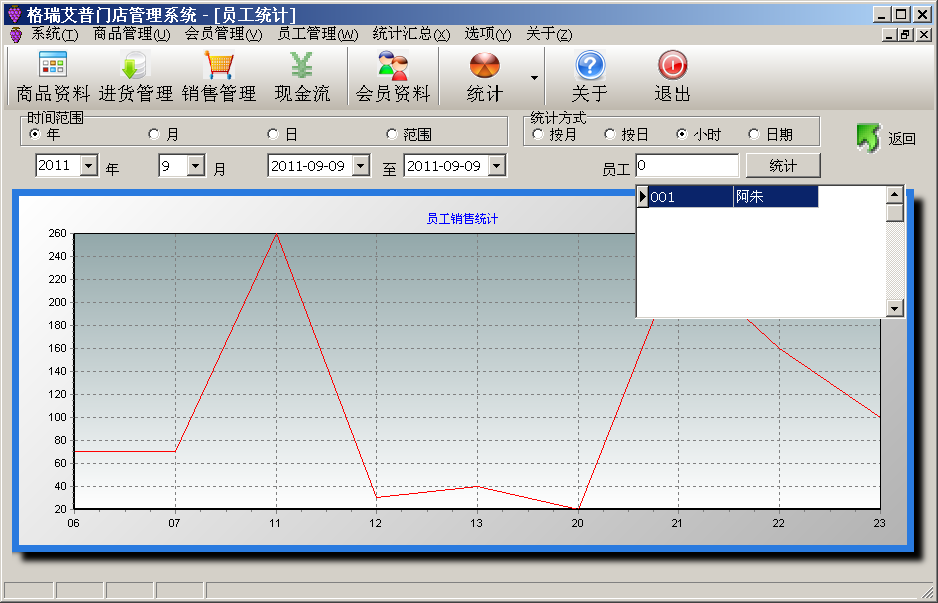 格瑞艾普门店管理系统 - [员工统计]
系统(T) 商品管理(U) 会员管理(V) 员工管理(W) 统计汇总(X) 选项(Y) 关于(Z)
商品资料 进货管理 销售管理 现金流 会员资料 统计 关于 退出
时间范围 统计方式
年 月 日 范围 按月 按日 小时 日期 返回
2011 年 9 月 2011-09-09 至 2011-09-09 员工 0 统计
001 阿朱
员工销售统计
260
240
220
200
180
160
140
120
100
80
60
40
20
06 07 11 12 13 20 21 22 23